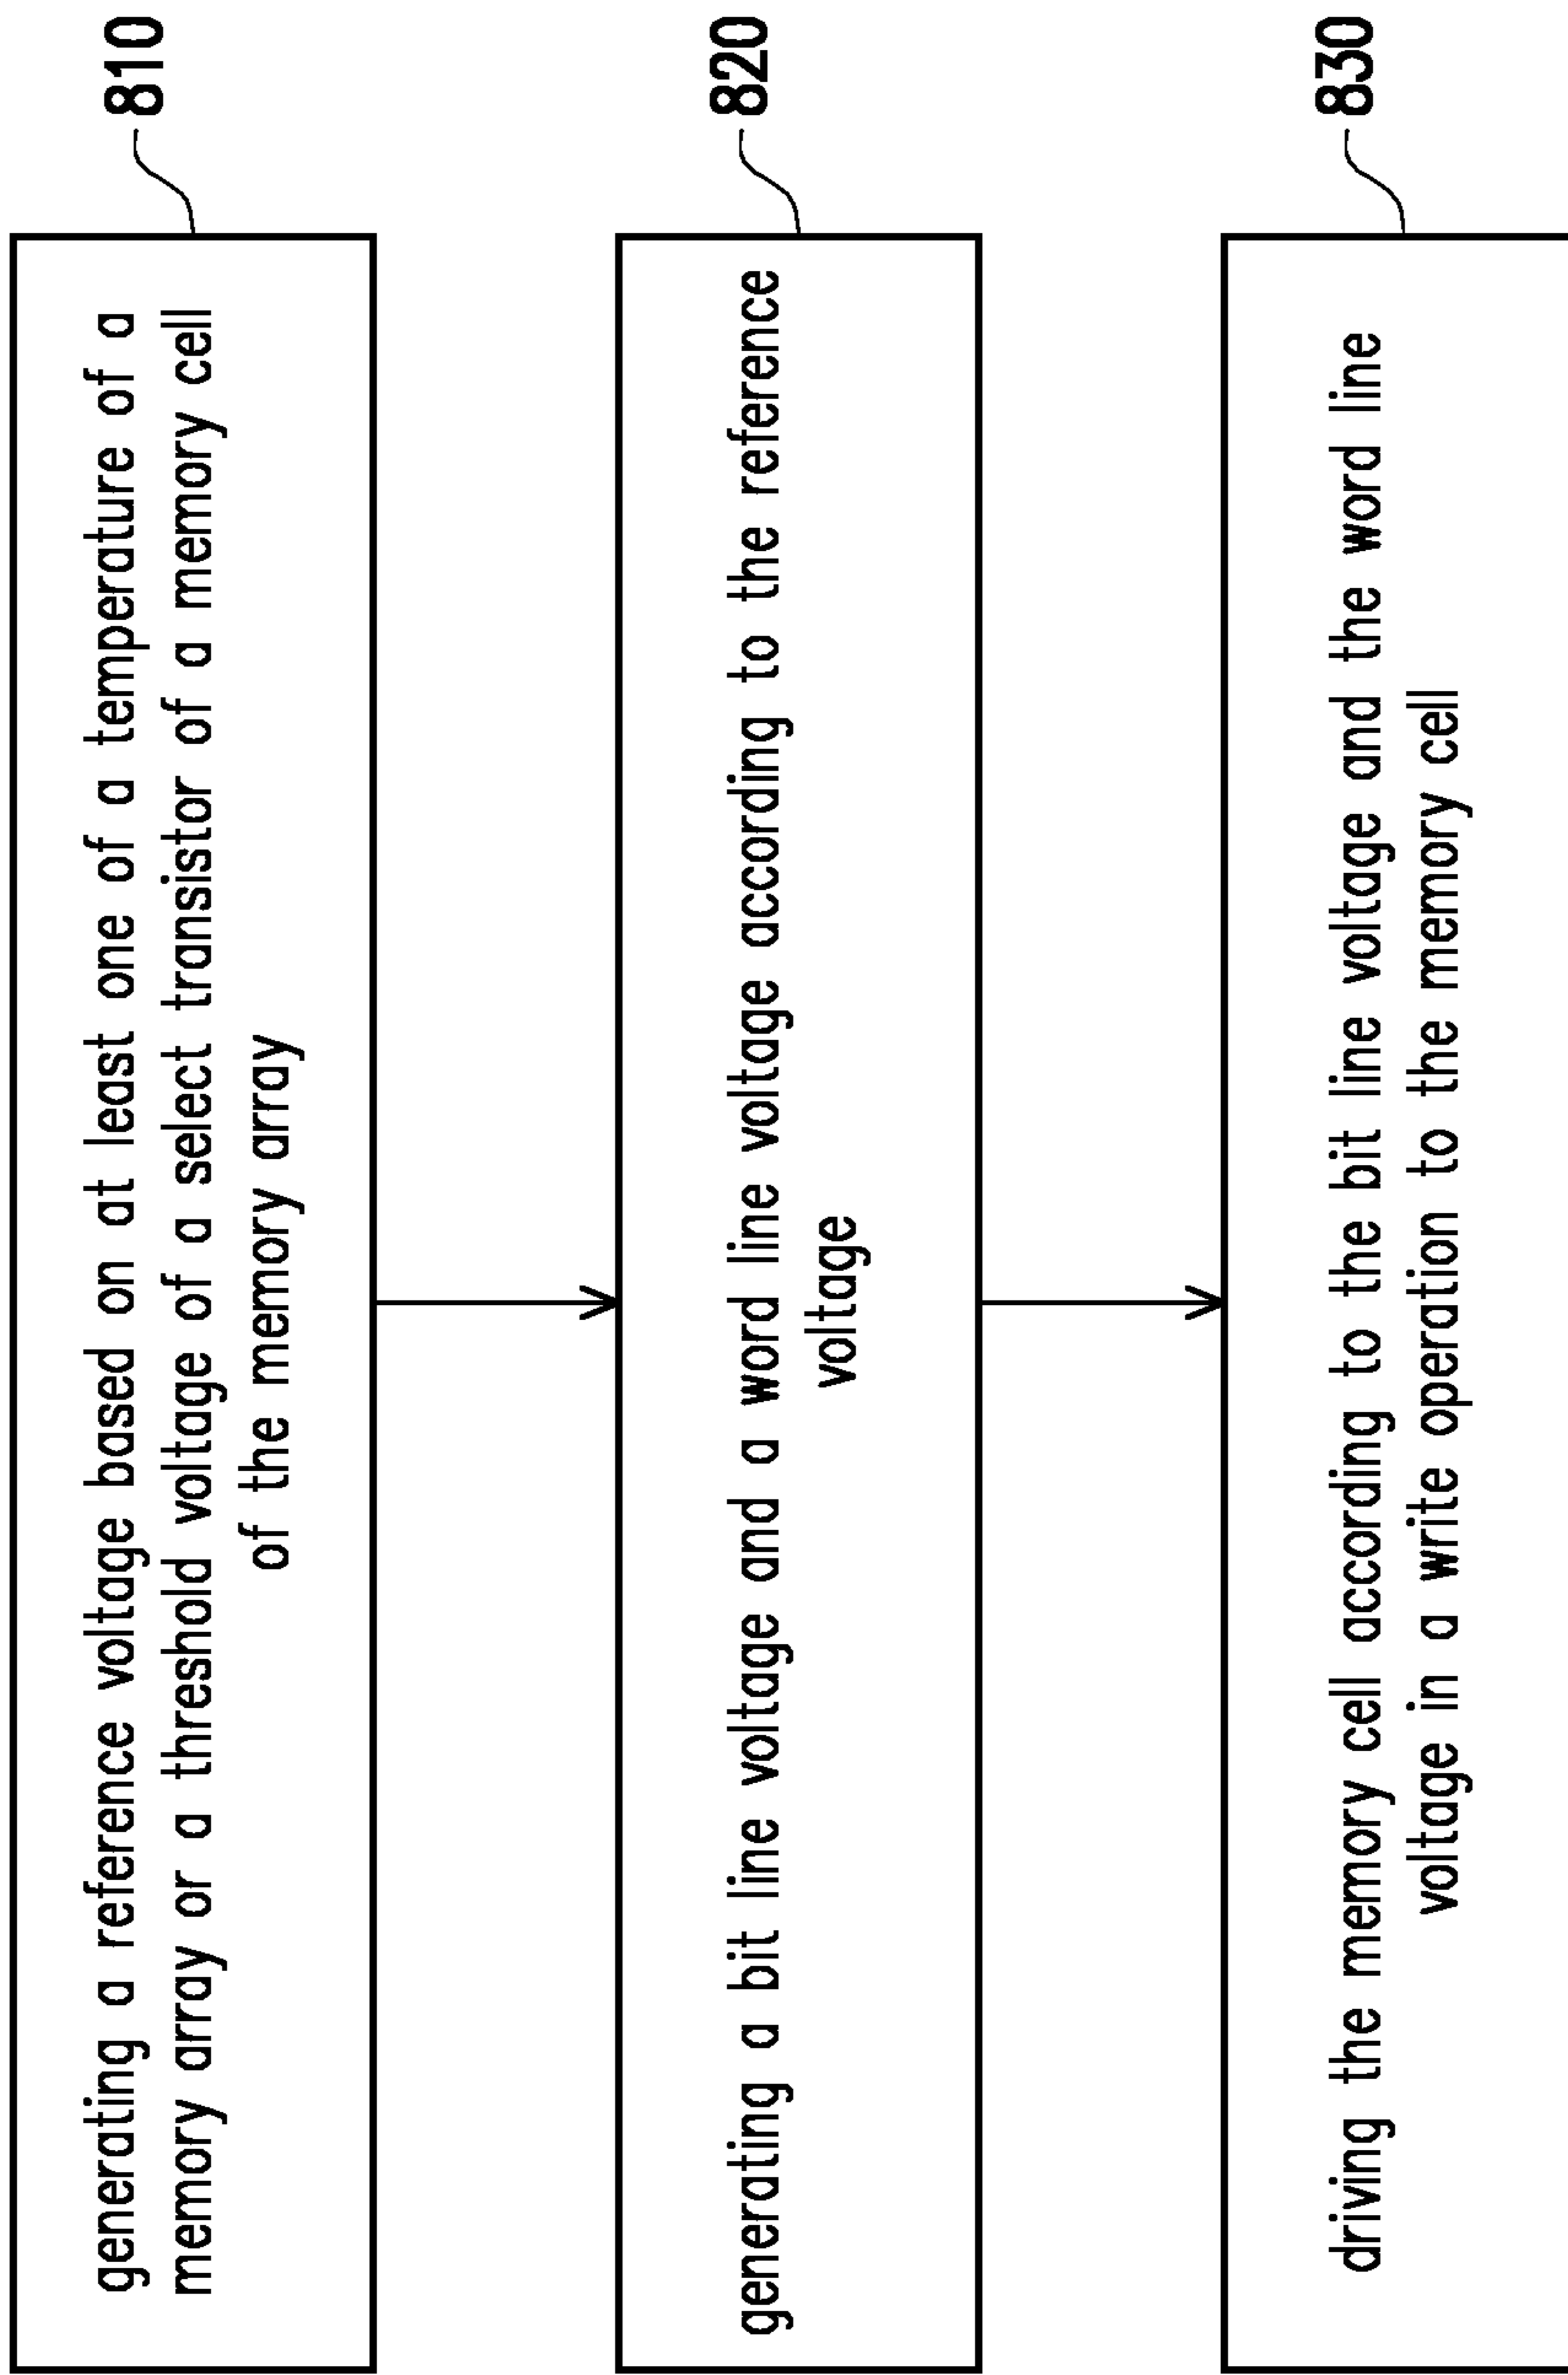 generating a reference voltage based on at least one of a temperature of a
memory array or a threshold voltage of a select transistor of a memory cell
of the memory array
810
generating a bit line voltage and a word line voltage according to the reference
voltage
820
driving the memory cell according to the bit line voltage and the word line
voltage in a write operation to the memory cell
830